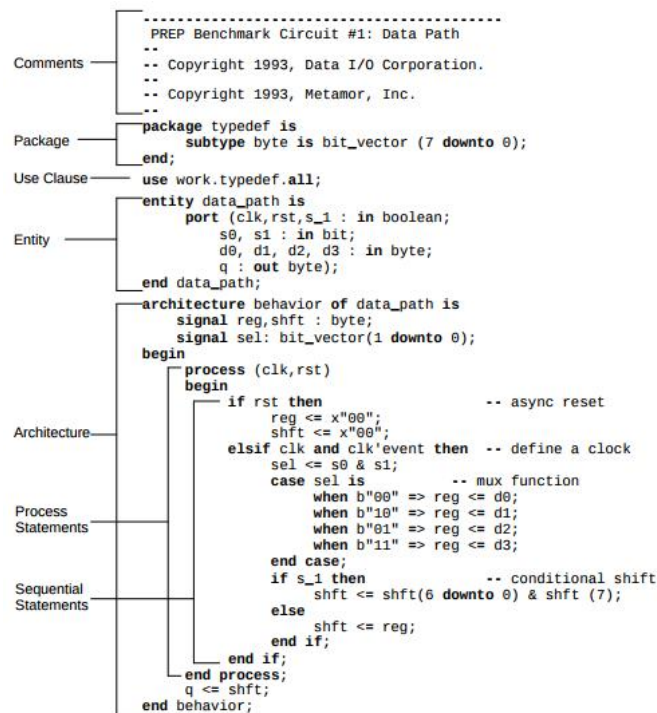 ---------------------------------------------
PREP Benchmark Circuit #1: Data Path
--
Comments
-- Copyright 1993, Data I/O Corporation.
--
-- Copyright 1993, Metamor, Inc.
--
package typedef is
Package
subtype byte is bit_vector (7 downto 0);
end;
Use Clause
use work.typedef.all;
entity data_path is
port (clk,rst,s_1 : in boolean;
s0, s1 : in bit;
Entity
d0, d1, d2, d3 : in byte;
q : out byte);
end data_path;
architecture behavior of data_path is
signal reg,shft : byte;
signal sel: bit_vector(1 downto 0);
begin
process (clk,rst)
begin
if rst then -- async reset
reg <= x"00";
shft <= x"00";
Architecture
elsif clk and clk'event then -- define a clock
sel <= s0 & s1;
case sel is -- mux function
when b"00" => reg <= d0;
when b"10" => reg <= d1;
Process
Statements
when b"01" => reg <= d2;
when b"11" => reg <= d3;
end case;
if s_1 then -- conditional shift
Sequential
Statements
shft <= shft(6 downto 0) & shft (7);
else
shft <= reg;
end if;
end if;
end process;
q <= shft;
end behavior;